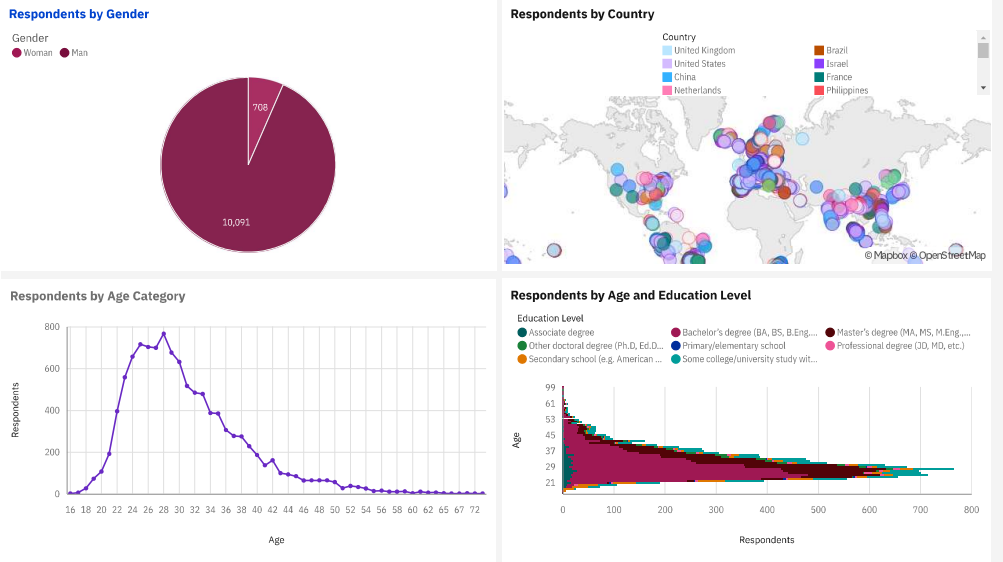 Respondents by Gender
Gender
Woman Man
708
10,091
Respondents by Country
Country
United Kingdom Brazil
United States Israel
China France
Netherlands Philippines
© Mapbox © OpenStreetMap
Respondents by Age Category
800
600
400
200
0
Respondents
16 18 20 22 24 26 28 30 32 34 36 38 40 42 44 46 48 50 52 54 56 58 60 62 64 66 68 70 72
Age
Respondents by Age and Education Level
Education Level
Associate degree Bachelor's degree (BA, BS, B.Eng.... Master's degree (MA, MS, M.Eng.,...
Other doctoral degree (Ph.D, Ed.D... Primary/elementary school Professional degree (JD, MD, etc.)
Secondary school (e.g. American ... Some college/university study wit...
99
61
53
45
37
29
21
Age
0 100 200 300 400 500 600 700 800
Respondents